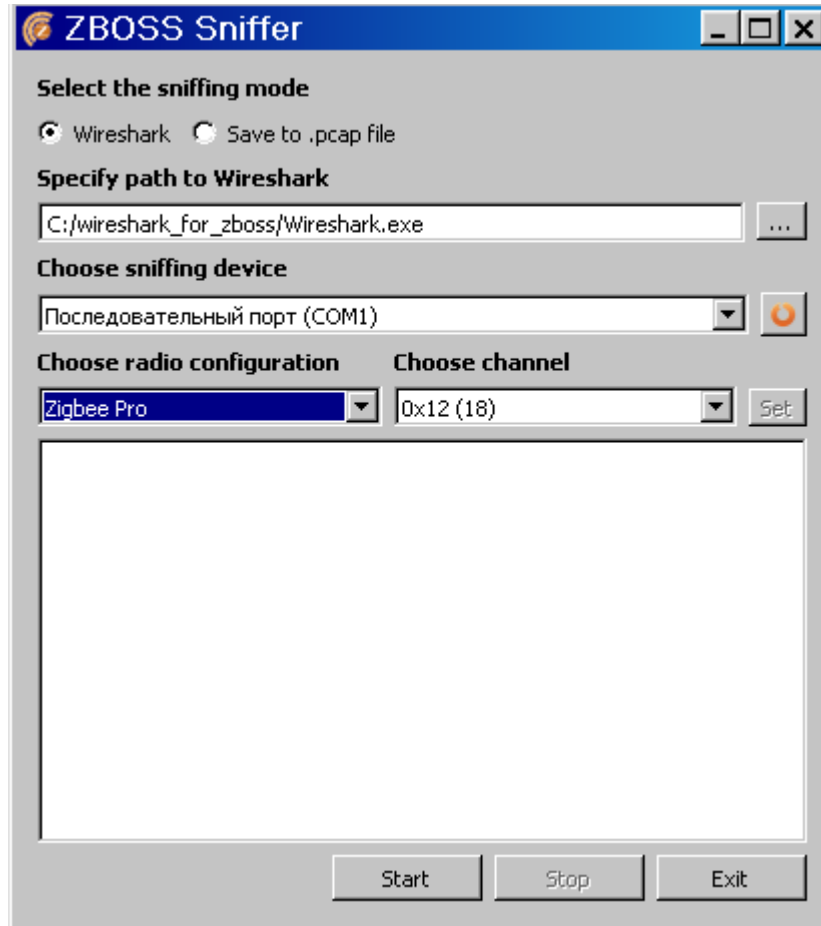 ZBOSS Sniffer
Select the sniffing mode
Wireshark Save to .pcap file
Specify path to Wireshark
C:/wireshark_for_zboss/Wireshark.exe ...
Choose sniffing device
Последовательный порт (COM1)
Choose radio configuration Choose channel
Zigbee Pro 0x12 (18) Set
Start Stop Exit